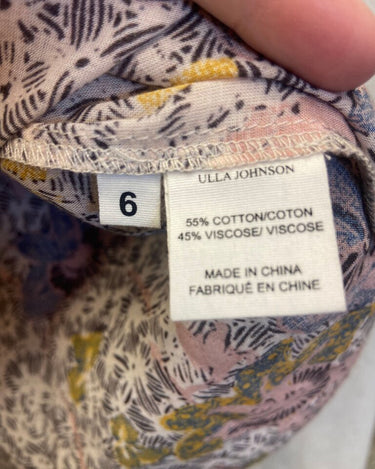 ULLA JOHNSON
6
55% COTTON/COTON
45% VISCOSE/ VISCOSE
MADE IN CHINA
FABRIQUÉ EN CHINE